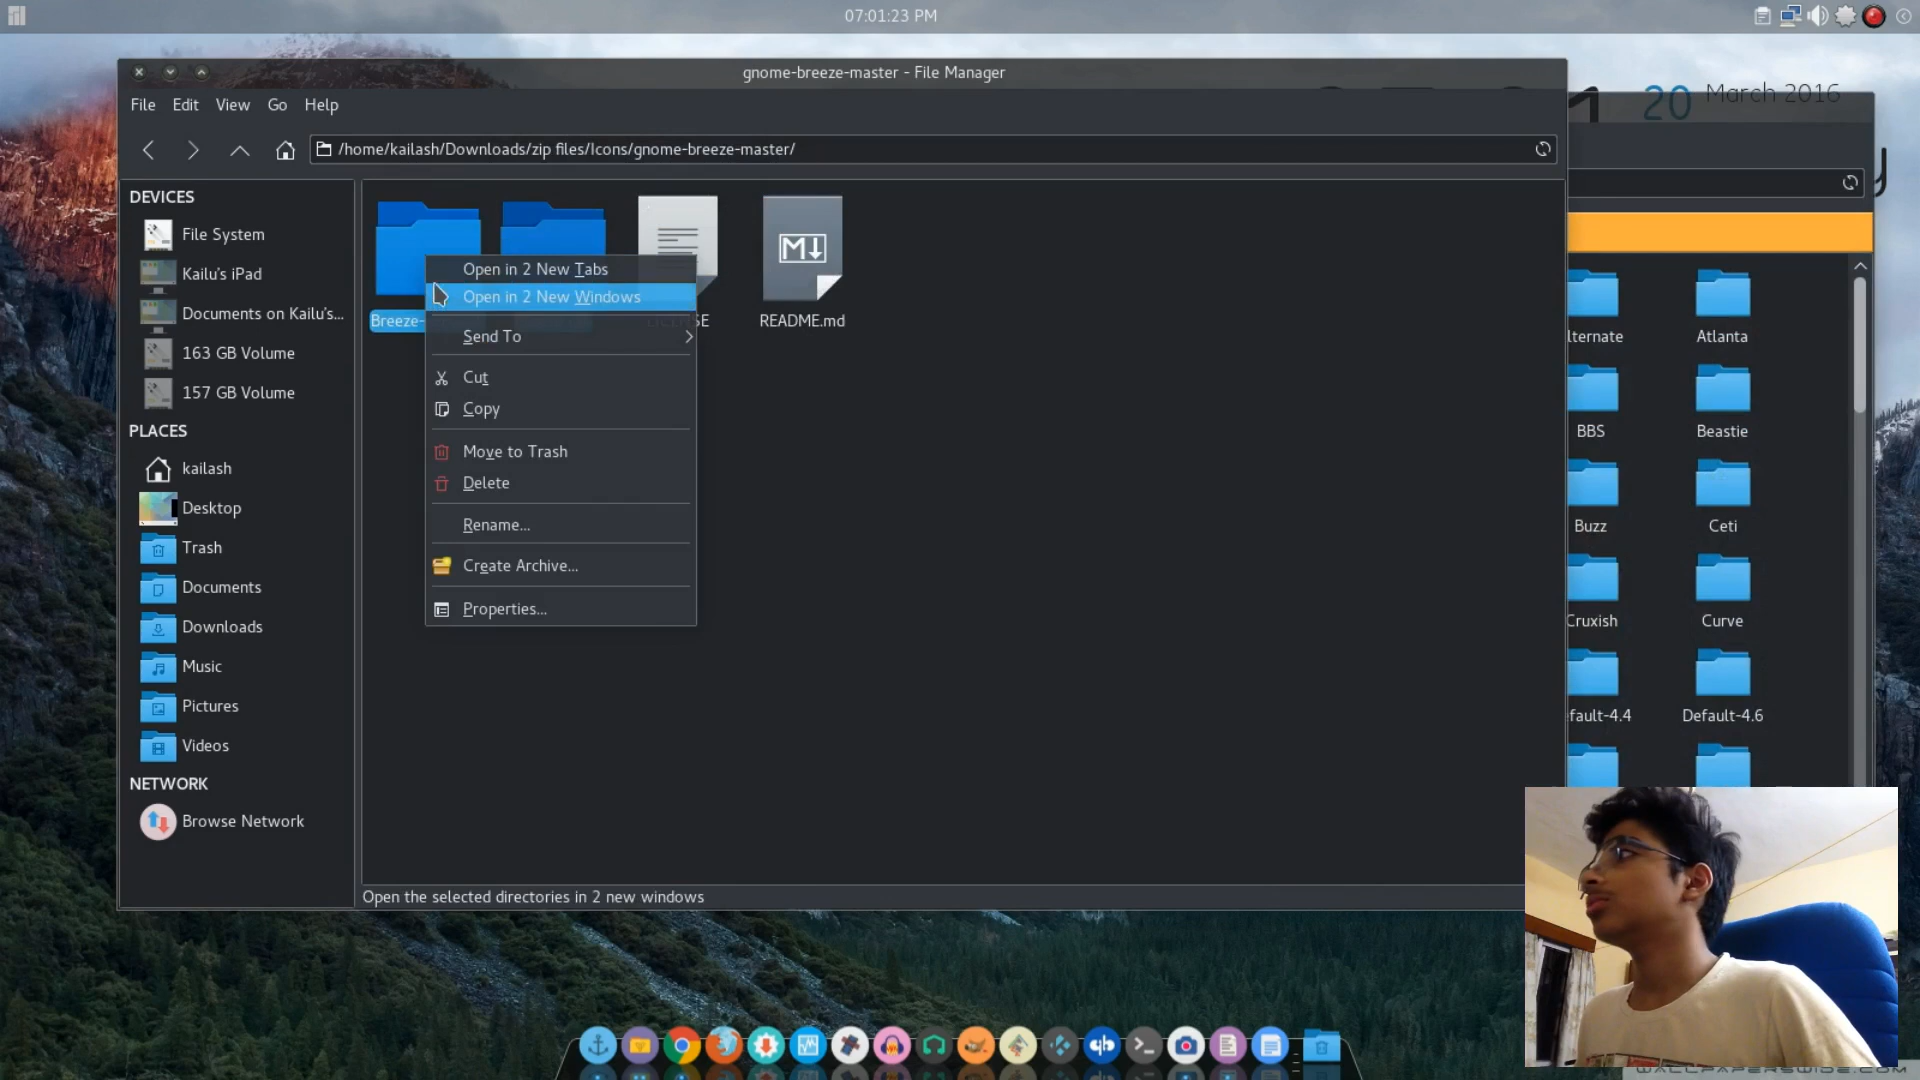 07:01:23 PM
gnome-breeze-master - File Manager
20 March 2016
File Edit View Go Help
/home/kailash/Downloads/zip files/Icons/gnome-breeze-master/
DEVICES
File System
Kailu's iPad
Documents on Kailu's...
163 GB Volume
157 GB Volume
PLACES
kailash
Desktop
Trash
Documents
Downloads
Music
Pictures
Videos
NETWORK
Browse Network
Breeze-
README.md
Open in 2 New Tabs
Open in 2 New Windows
Send To
Cut
Copy
Move to Trash
Delete
Rename...
Create Archive...
Properties...
Open the selected directories in 2 new windows
lternate Atlanta
BBS Beastie
Buzz Ceti
Cruxish Curve
fault-4.4 Default-4.6
WALLPAPERSWIDE.COM